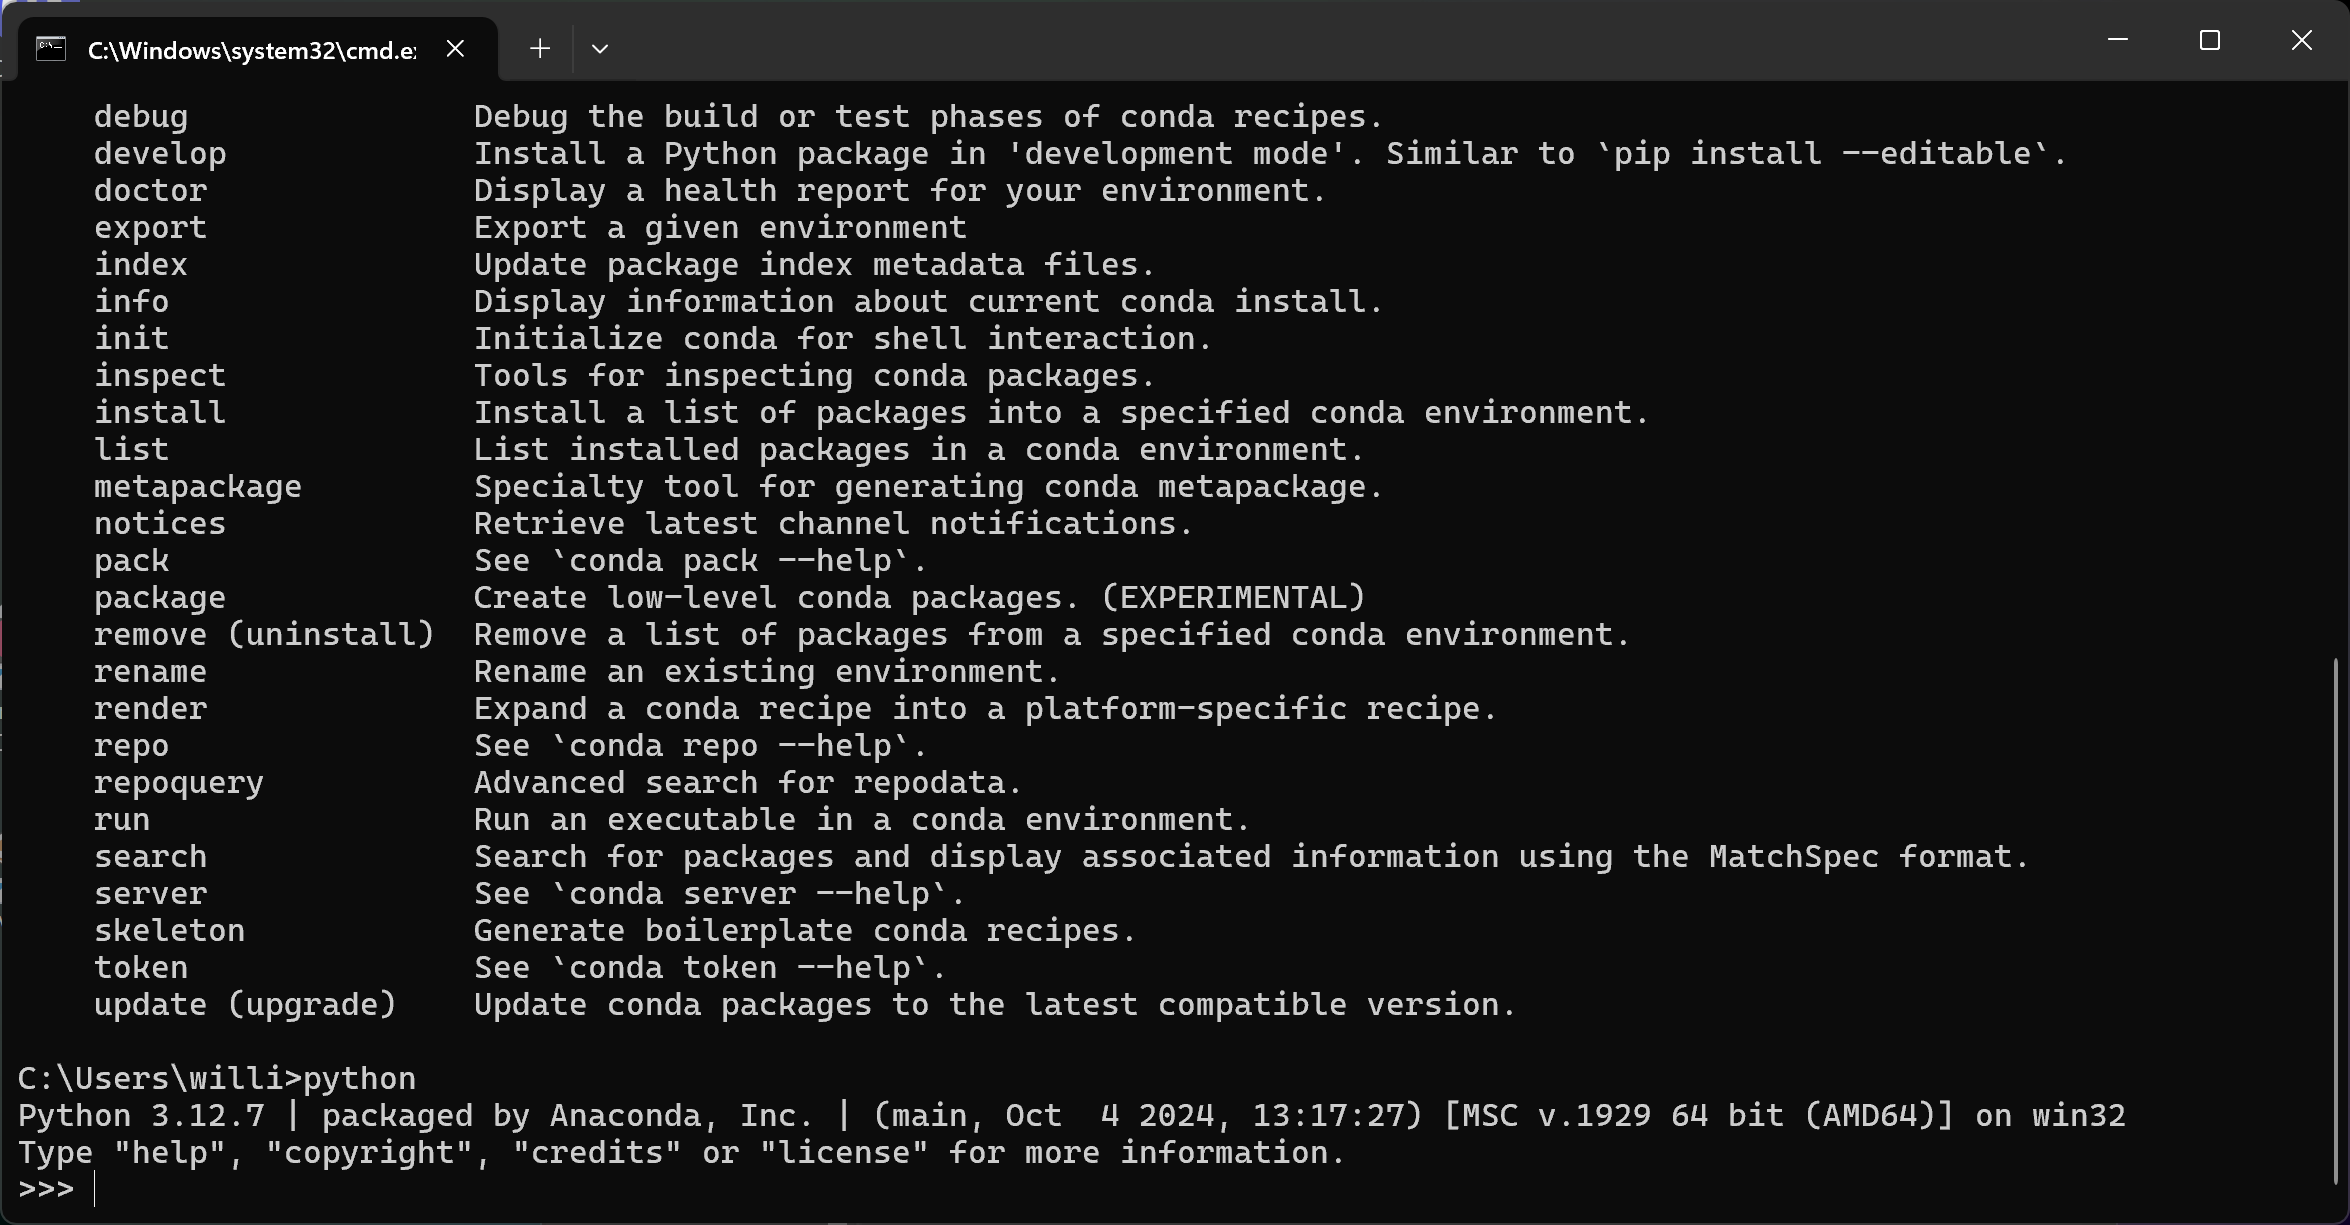 C:\Windows\system32\cmd.e
debug Debug the build or test phases of conda recipes.
develop Install a Python package in 'development mode'. Similar to `pip install --editable`.
doctor Display a health report for your environment.
export Export a given environment
index Update package index metadata files.
info Display information about current conda install.
init Initialize conda for shell interaction.
inspect Tools for inspecting conda packages.
install Install a list of packages into a specified conda environment.
list List installed packages in a conda environment.
metapackage Specialty tool for generating conda metapackage.
notices Retrieve latest channel notifications.
pack See `conda pack --help`.
package Create low-level conda packages. (EXPERIMENTAL)
remove (uninstall) Remove a list of packages from a specified conda environment.
rename Rename an existing environment.
render Expand a conda recipe into a platform-specific recipe.
repo See `conda repo --help`.
repoquery Advanced search for repodata.
run Run an executable in a conda environment.
search Search for packages and display associated information using the MatchSpec format.
server See `conda server --help`.
skeleton Generate boilerplate conda recipes.
token See `conda token --help`.
update (upgrade) Update conda packages to the latest compatible version.
C:\Users\willi>python
Python 3.12.7 | packaged by Anaconda, Inc. | (main, Oct  4 2024, 13:17:27) [MSC v.1929 64 bit (AMD64)] on win32
Type "help", "copyright", "credits" or "license" for more information.
>>>